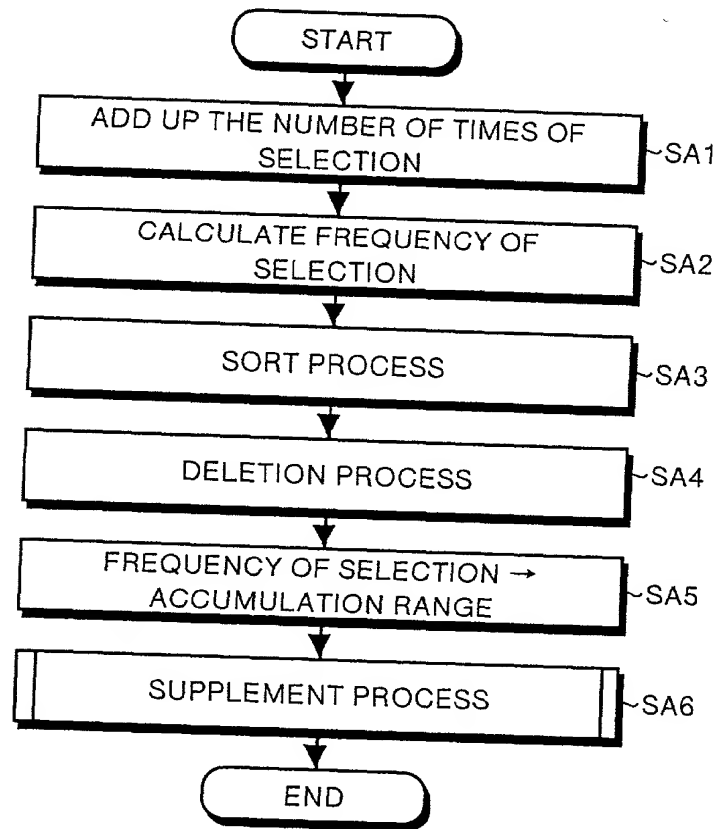 START
ADD UP THE NUMBER OF TIMES OF
SELECTION
SA1
CALCULATE FREQUENCY OF
SELECTION
SA2
SORT PROCESS
SA3
DELETION PROCESS
SA4
FREQUENCY OF SELECTION →
ACCUMULATION RANGE
SA5
SUPPLEMENT PROCESS
SA6
END